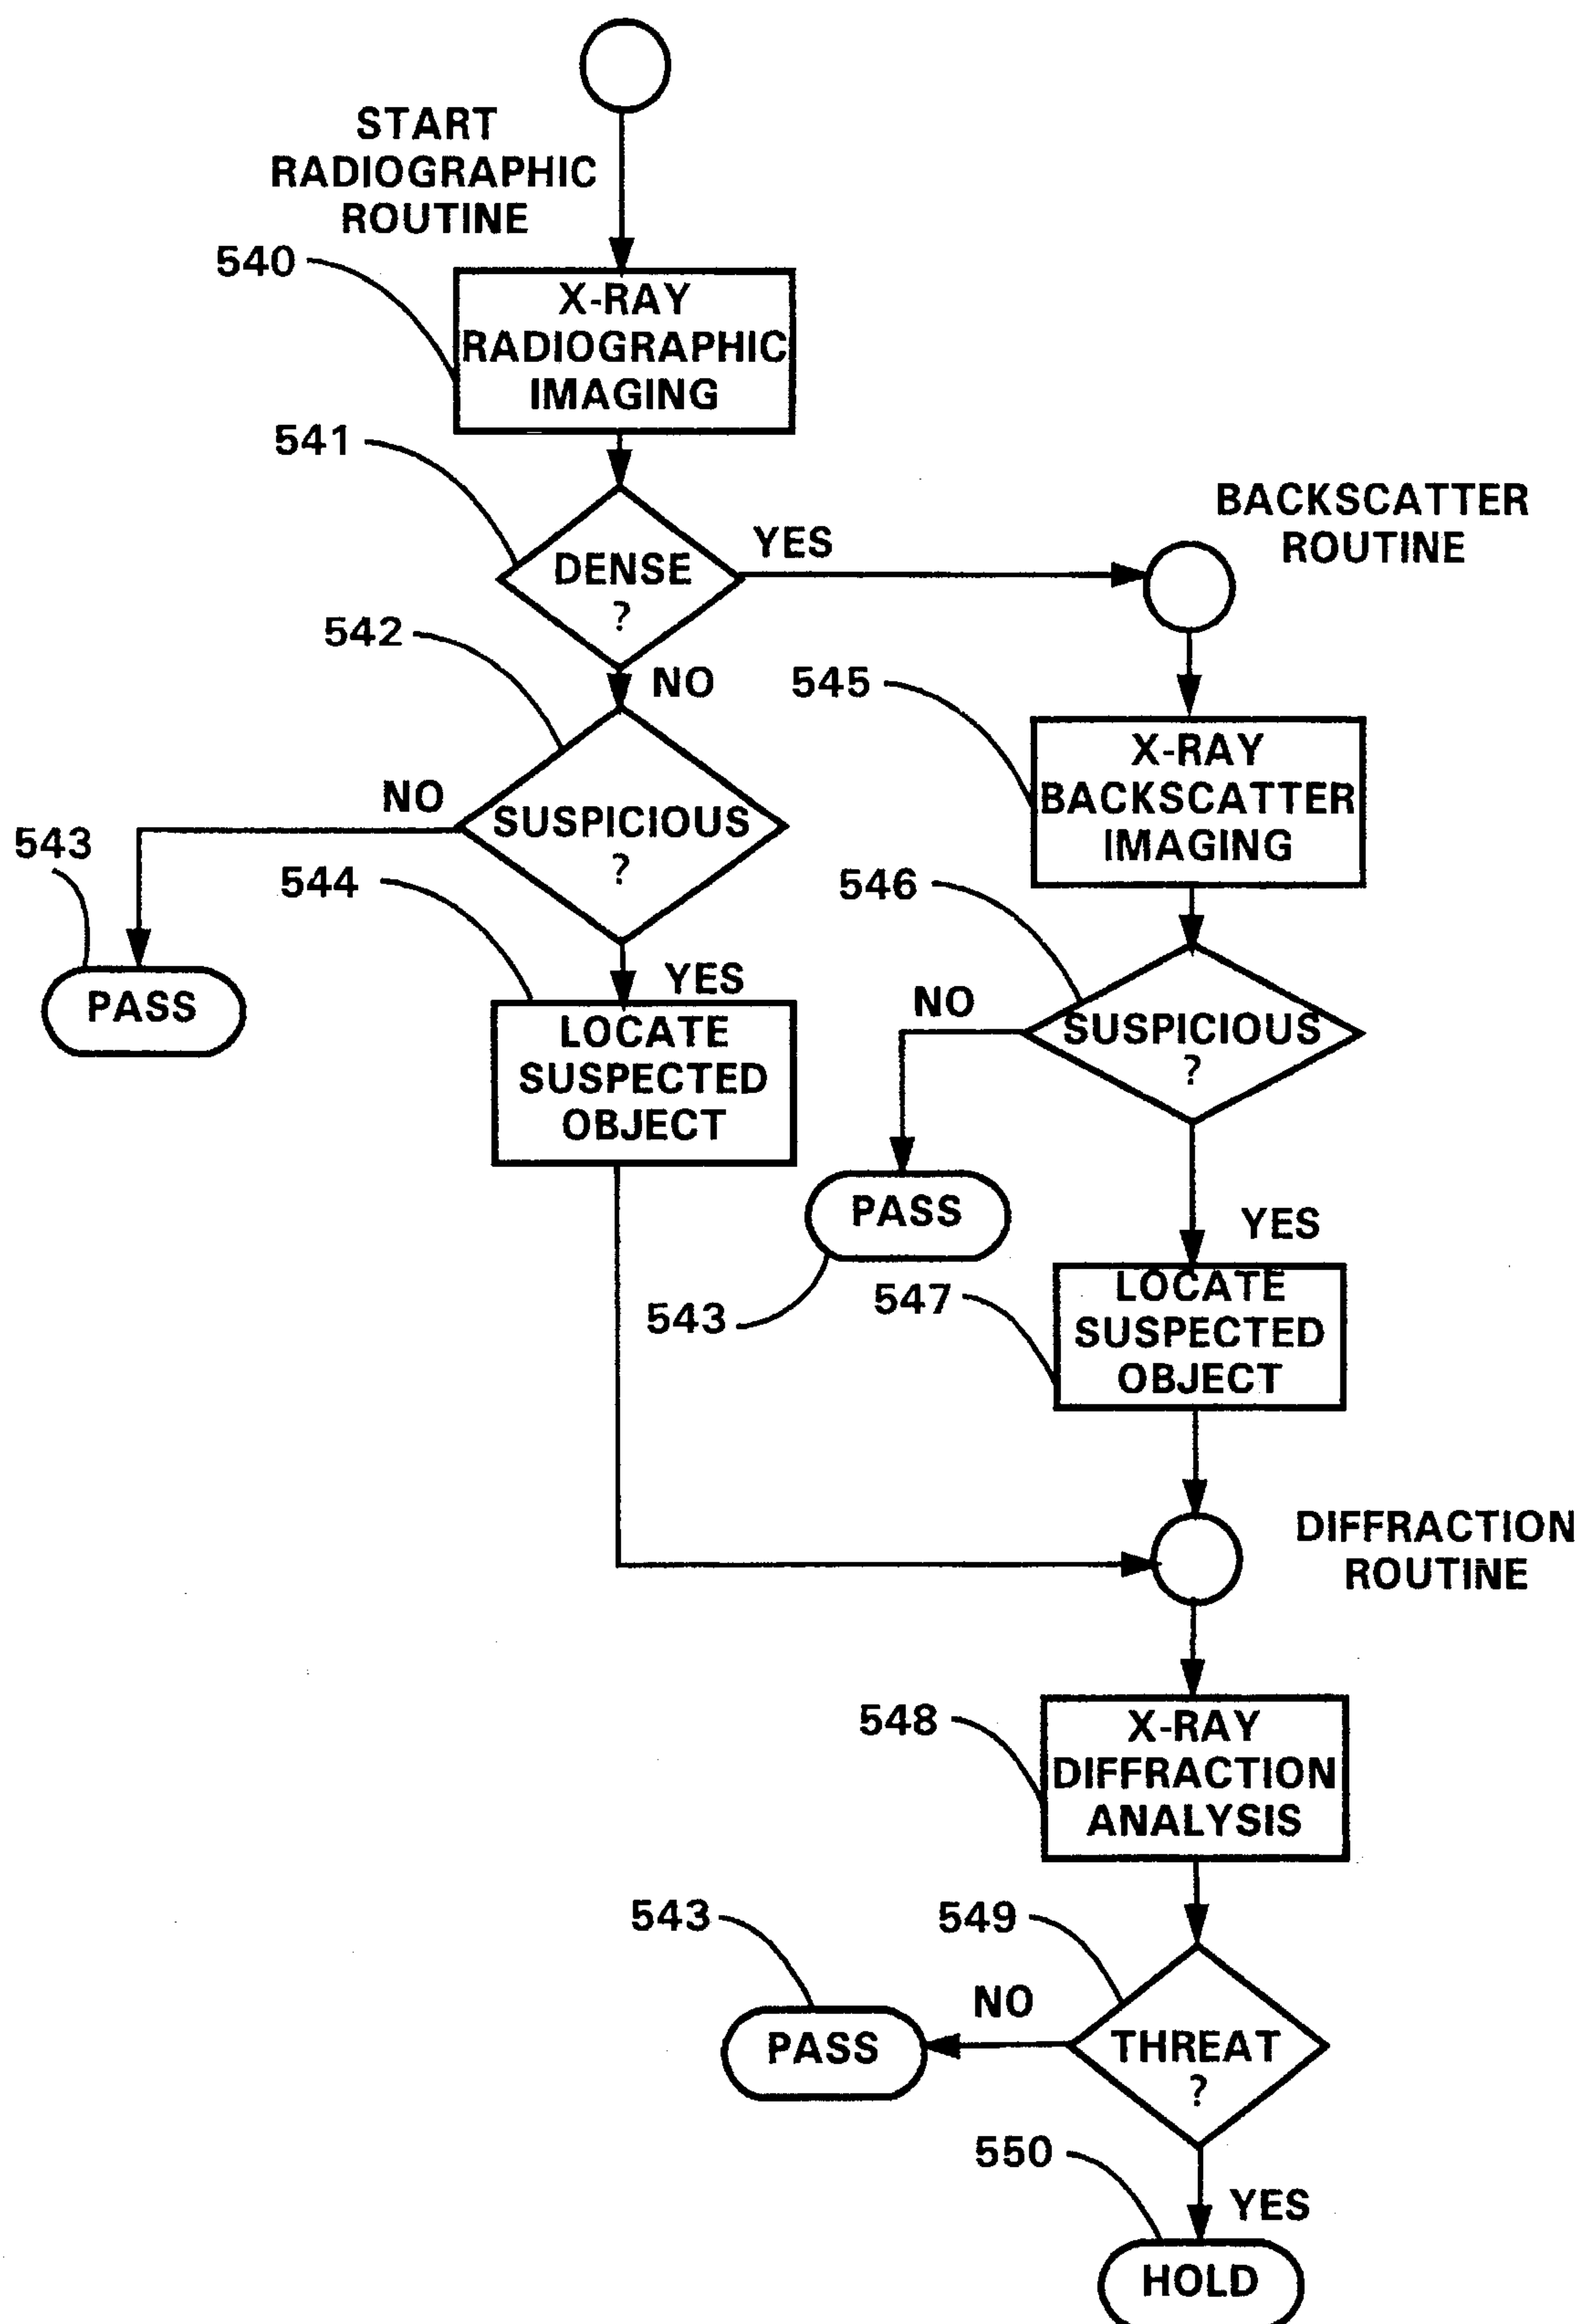 START
RADIOGRAPHIC
ROUTINE
540
X-RAY
RADIOGRAPHIC
IMAGING
541
DENSE
?
YES
BACKSCATTER
ROUTINE
NO
542
SUSPICIOUS
?
NO
543
PASS
544
YES
LOCATE
SUSPECTED
OBJECT
545
X-RAY
BACKSCATTER
IMAGING
546
SUSPICIOUS
?
NO
PASS
543
YES
547
LOCATE
SUSPECTED
OBJECT
DIFFRACTION
ROUTINE
548
X-RAY
DIFFRACTION
ANALYSIS
549
THREAT
?
NO
543
PASS
YES
550
HOLD